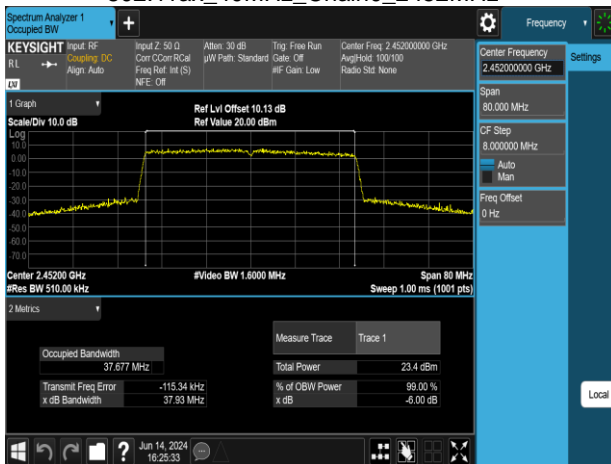 Spectrum Analyzer 1
Occupied BW
Frequency
KEYSIGHT
RL
LXI
Input: RF
Coupling: DC
Align: Auto
Input Z: 50 Ω
Corr CCorr RCal
Freq Ref: Int (S)
NFE: Off
Atten: 30 dB
µW Path: Standard
Trig: Free Run
Gate: Off
#IF Gain: Low
Center Freq: 2.452000000 GHz
Avg|Hold: 100/100
Radio Std: None
Center Frequency
2.452000000 GHz
Settings
Span
80.000 MHz
CF Step
8.000000 MHz
Auto
Man
Freq Offset
0 Hz
1 Graph
Scale/Div 10.0 dB
Ref Lvl Offset 10.13 dB
Ref Value 20.00 dBm
Log
10.0
0.00
-10.0
-20.0
-30.0
-40.0
-50.0
-60.0
-70.0
Center 2.45200 GHz
#Video BW 1.6000 MHz
Span 80 MHz
#Res BW 510.00 kHz
Sweep 1.00 ms (1001 pts)
2 Metrics
Measure Trace
Trace 1
Occupied Bandwidth
37.677 MHz
Total Power
23.4 dBm
Transmit Freq Error
-115.34 kHz
% of OBW Power
99.00 %
x dB Bandwidth
37.93 MHz
x dB
-6.00 dB
Local
?
Jun 14, 2024
16:25:33